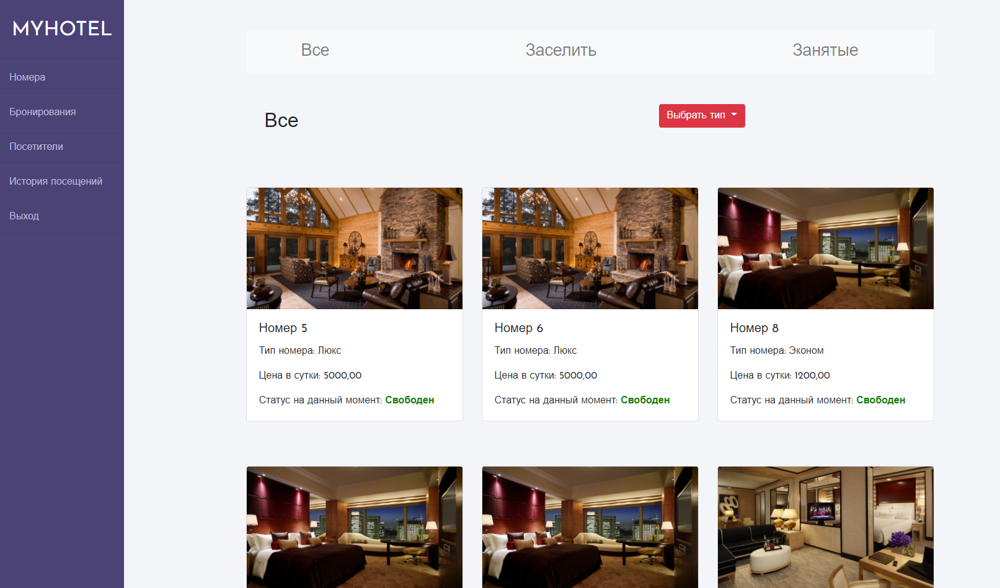 MYHOTEL
Номера
Бронирования
Посетители
История посещений
Выход
Все
Заселить
Занятые
Все
Выбрать тип
Номер 5
Тип номера: Люкс
Цена в сутки: 5000,00
Статус на данный момент: Свободен
Номер 6
Тип номера: Люкс
Цена в сутки: 5000,00
Статус на данный момент: Свободен
Номер 8
Тип номера: Эконом
Цена в сутки: 1200,00
Статус на данный момент: Свободен